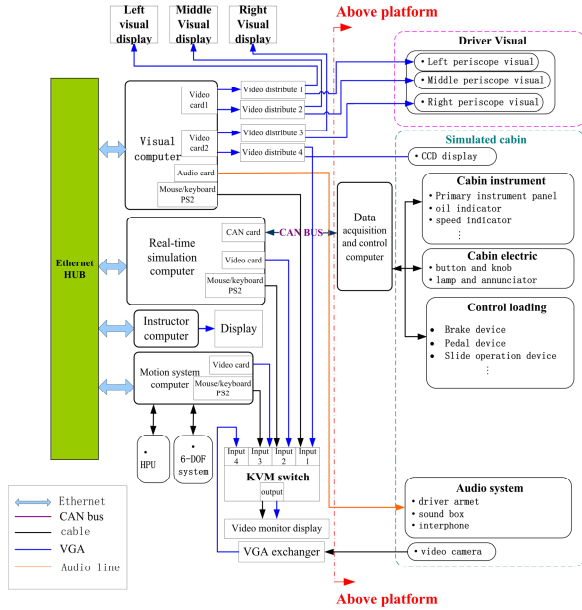 Left visual display
Middle Visual display
Right Visual display
Above platform
Driver Visual
• Left periscope visual
• Middle periscope visual
• Right periscope visual
Ethernet HUB
Visual computer
Video card1
Video card2
Audio card
Mouse/keyboard PS2
Video distribute 1
Video distribute 2
Video distribute 3
Video distribute 4
Simulated cabin
• CCD display
Cabin instrument
• Primary instrument panel
• oil indicator
• speed indicator
⋮
Real-time simulation computer
CAN card
Video card
Mouse/keyboard PS2
CAN BUS
Data acquisition and control computer
Cabin electric
• button and knob
• lamp and annunciator
Instructor computer
Display
Control loading
• Brake device
• Pedal device
• Slide operation device
⋮
Motion system computer
Video card
Mouse/keyboard PS2
• HPU
• 6-DOF system
Input 4
Input 3
Input 2
Input 1
KVM switch
output
Video monitor display
VGA exchanger
Audio system
• driver armet
• sound box
• interphone
• video camera
Ethernet
CAN bus
cable
VGA
Audio line
Above platform